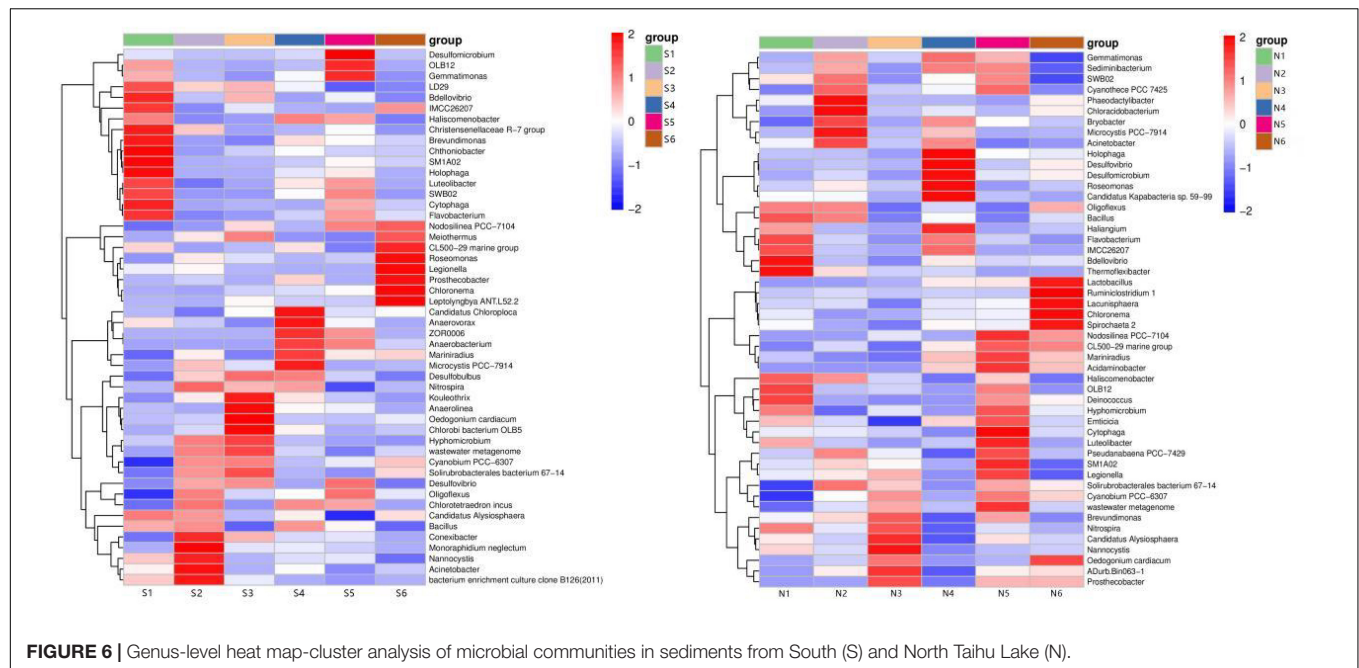 group
Desulfomicrobium
OLB12
Gemmatimonas
LD29
Bdellovibrio
IMCC26207
Haliscomenobacter
Christensenellaceae R-7 group
Brevundimonas
Chthoniobacter
SM1A02
Holophaga
Luteolibacter
SWB02
Cytophaga
Flavobacterium
Nodosilinea PCC-7104
Meiothermus
CL500-29 marine group
Roseomonas
Legionella
Prosthecobacter
Chloronema
Leptolyngbya ANT.L52.2
Candidatus Chloroploca
Anaerovorax
ZOR0006
Anaerobacterium
Mariniradius
Microcystis PCC-7914
Desulfobulbus
Nitrospira
Kouleothrix
Anaerolinea
Oedogonium cardiacum
Chlorobi bacterium OLB5
Hyphomicrobium
wastewater metagenome
Cyanobium PCC-6307
Solirubrobacterales bacterium 67-14
Desulfovibrio
Oligoflexus
Chlorotetraedron incus
Candidatus Alysiosphaera
Bacillus
Conexibacter
Monoraphidium neglectum
Nannocystis
Acinetobacter
bacterium enrichment culture clone B126(2011)
S1 S2 S3 S4 S5 S6
2
1
0
-1
-2
group
S1
S2
S3
S4
S5
S6
group
Gemmatimonas
Sediminibacterium
SWB02
Cyanothece PCC 7425
Phaeodactylibacter
Chloracidobacterium
Bryobacter
Microcystis PCC-7914
Acinetobacter
Holophaga
Desulfovibrio
Desulfomicrobium
Roseomonas
Candidatus Kapabacteria sp. 59-99
Oligoflexus
Bacillus
Haliangium
Flavobacterium
IMCC26207
Bdellovibrio
Thermoflexibacter
Lactobacillus
Ruminiclostridium 1
Lacunisphaera
Chloronema
Spirochaeta 2
Nodosilinea PCC-7104
CL500-29 marine group
Mariniradius
Acidaminobacter
Haliscomenobacter
OLB12
Deinococcus
Hyphomicrobium
Emticicia
Cytophaga
Luteolibacter
Pseudanabaena PCC-7429
SM1A02
Legionella
Solirubrobacterales bacterium 67-14
Cyanobium PCC-6307
wastewater metagenome
Brevundimonas
Nitrospira
Candidatus Alysiosphaera
Nannocystis
Oedogonium cardiacum
ADurb.Bin063-1
Prosthecobacter
N1 N2 N3 N4 N5 N6
2
1
0
-1
-2
group
N1
N2
N3
N4
N5
N6
FIGURE 6 | Genus-level heat map-cluster analysis of microbial communities in sediments from South (S) and North Taihu Lake (N).